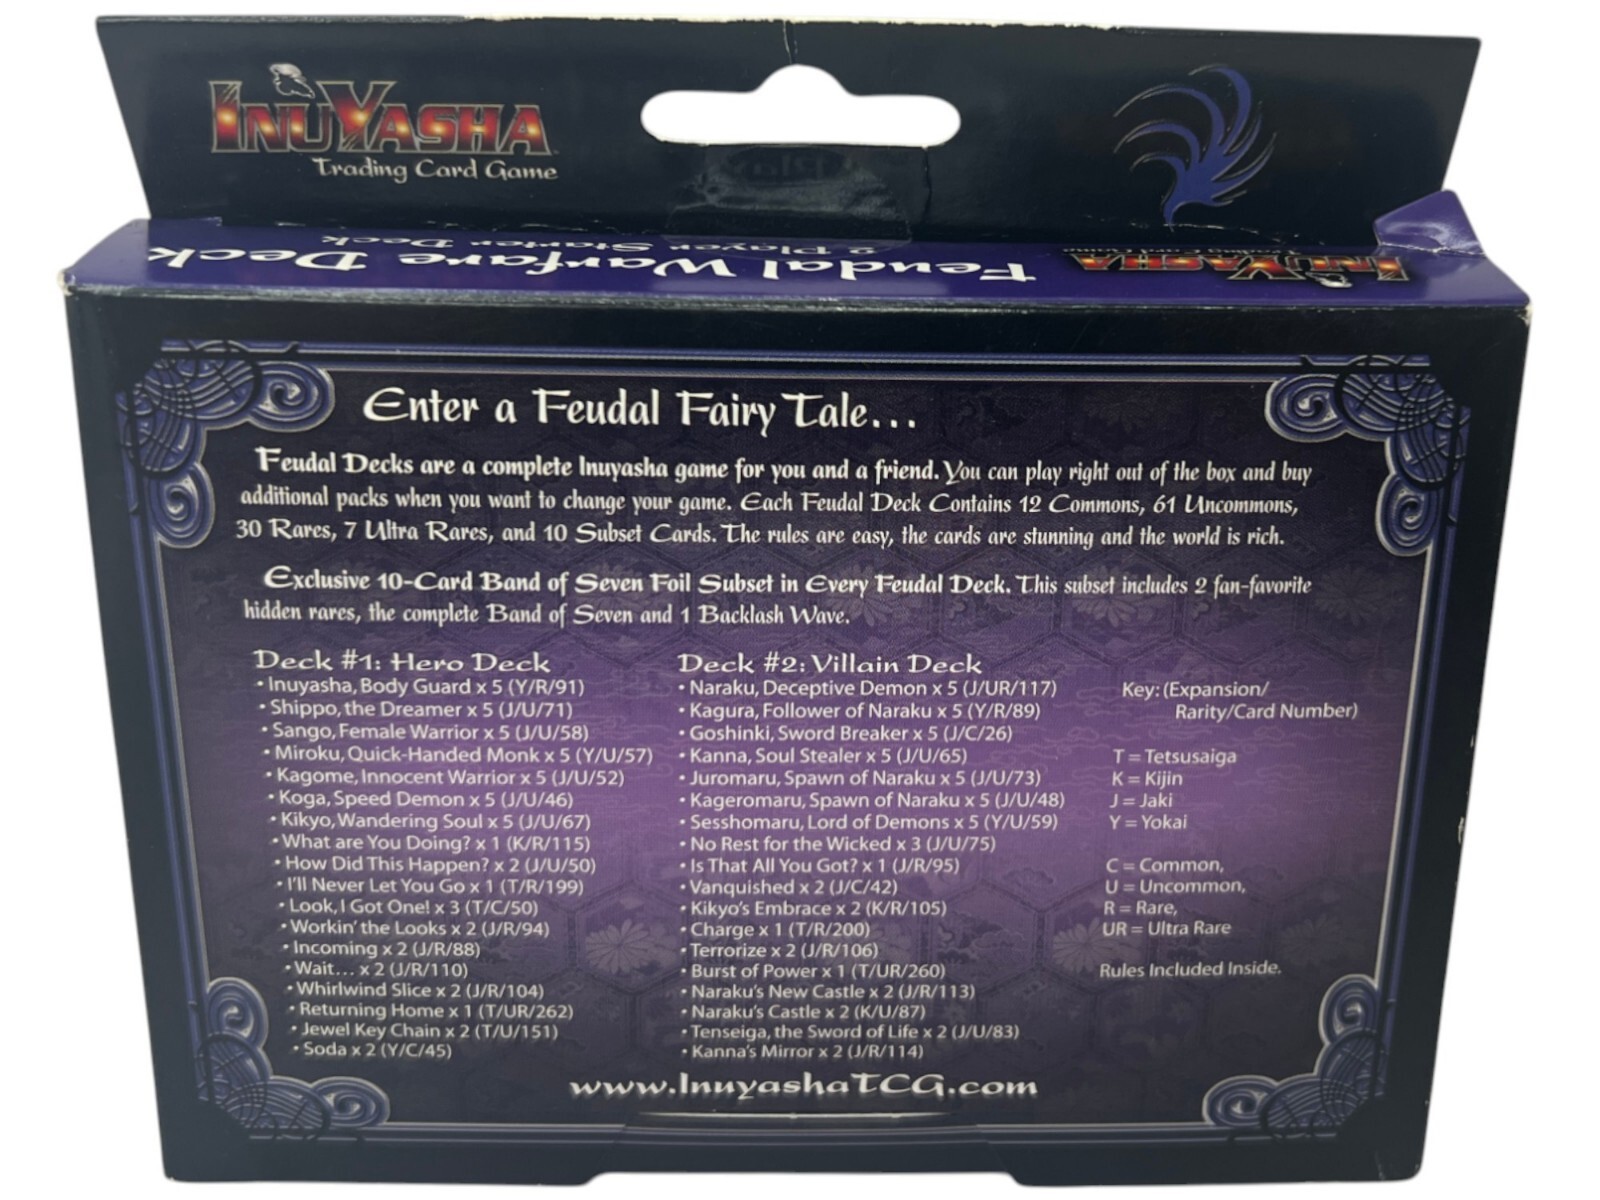 INUYASHA
Trading Card Game
Feudal Warfare Deck
2 Player Starter Deck
INUYASHA
Trading Card Game
Enter a Feudal Fairy Tale...
Feudal Decks are a complete Inuyasha game for you and a friend. You can play right out of the box and buy
additional packs when you want to change your game. Each Feudal Deck Contains 12 Commons, 61 Uncommons,
30 Rares, 7 Ultra Rares, and 10 Subset Cards. The rules are easy, the cards are stunning and the world is rich.
Exclusive 10-Card Band of Seven Foil Subset in Every Feudal Deck. This subset includes 2 fan-favorite
hidden rares, the complete Band of Seven and 1 Backlash Wave.
Deck #1: Hero Deck
• Inuyasha, Body Guard x 5 (Y/R/91)
• Shippo, the Dreamer x 5 (J/U/71)
• Sango, Female Warrior x 5 (J/U/58)
• Miroku, Quick-Handed Monk x 5 (Y/U/57)
• Kagome, Innocent Warrior x 5 (J/U/52)
• Koga, Speed Demon x 5 (J/U/46)
• Kikyo, Wandering Soul x 5 (J/U/67)
• What are You Doing? x 1 (K/R/115)
• How Did This Happen? x 2 (J/U/50)
• I'll Never Let You Go x 1 (T/R/199)
• Look, I Got One! x 3 (T/C/50)
• Workin' the Looks x 2 (J/R/94)
• Incoming x 2 (J/R/88)
• Wait... x 2 (J/R/110)
• Whirlwind Slice x 2 (J/R/104)
• Returning Home x 1 (T/UR/262)
• Jewel Key Chain x 2 (T/U/151)
• Soda x 2 (Y/C/45)
Deck #2: Villain Deck
• Naraku, Deceptive Demon x 5 (J/UR/117)
• Kagura, Follower of Naraku x 5 (Y/R/89)
• Goshinki, Sword Breaker x 5 (J/C/26)
• Kanna, Soul Stealer x 5 (J/U/65)
• Juromaru, Spawn of Naraku x 5 (J/U/73)
• Kageromaru, Spawn of Naraku x 5 (J/U/48)
• Sesshomaru, Lord of Demons x 5 (Y/U/59)
• No Rest for the Wicked x 3 (J/U/75)
• Is That All You Got? x 1 (J/R/95)
• Vanquished x 2 (J/C/42)
• Kikyo's Embrace x 2 (K/R/105)
• Charge x 1 (T/R/200)
• Terrorize x 2 (J/R/106)
• Burst of Power x 1 (T/UR/260)
• Naraku's New Castle x 2 (J/R/113)
• Naraku's Castle x 2 (K/U/87)
• Tenseiga, the Sword of Life x 2 (J/U/83)
• Kanna's Mirror x 2 (J/R/114)
Key: (Expansion/
Rarity/Card Number)
T = Tetsusaiga
K = Kijin
J = Jaki
Y = Yokai
C = Common,
U = Uncommon,
R = Rare,
UR = Ultra Rare
Rules Included Inside.
www.InuyashaTCG.com